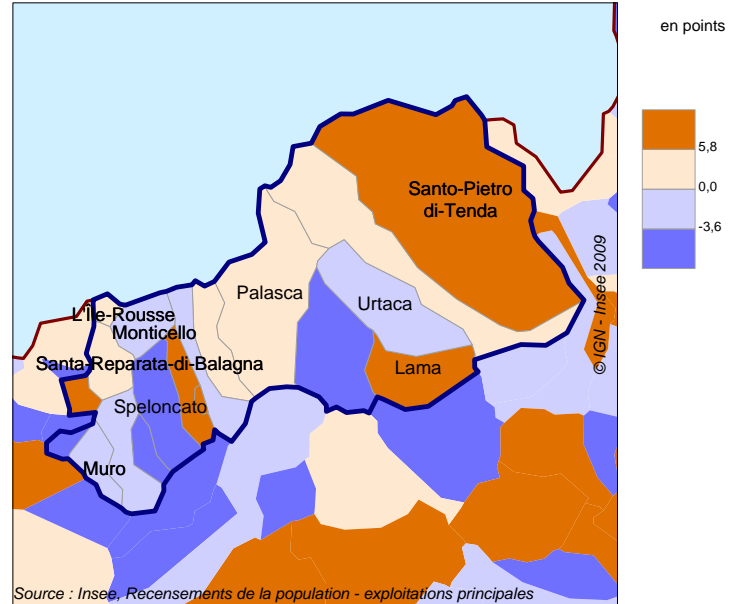 en points
5,8
0,0
-3,6
Santo-Pietro
di-Tenda
Palasca
Urtaca
L'Île-Rousse
Monticello
Santa-Reparata-di-Balagna
Lama
Speloncato
Muro
© IGN - Insee 2009
Source : Insee, Recensements de la population - exploitations principales